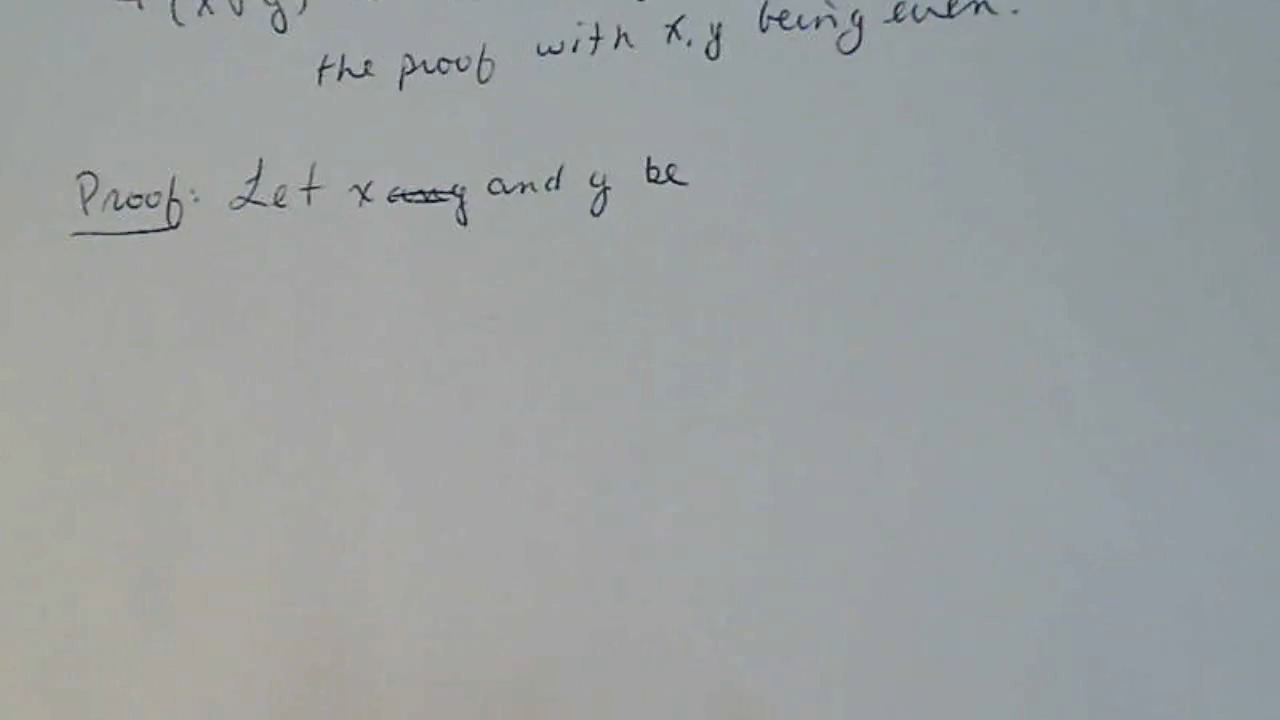 (x ∨ y)
the proof with x, y being even.
Proof: Let x and y be